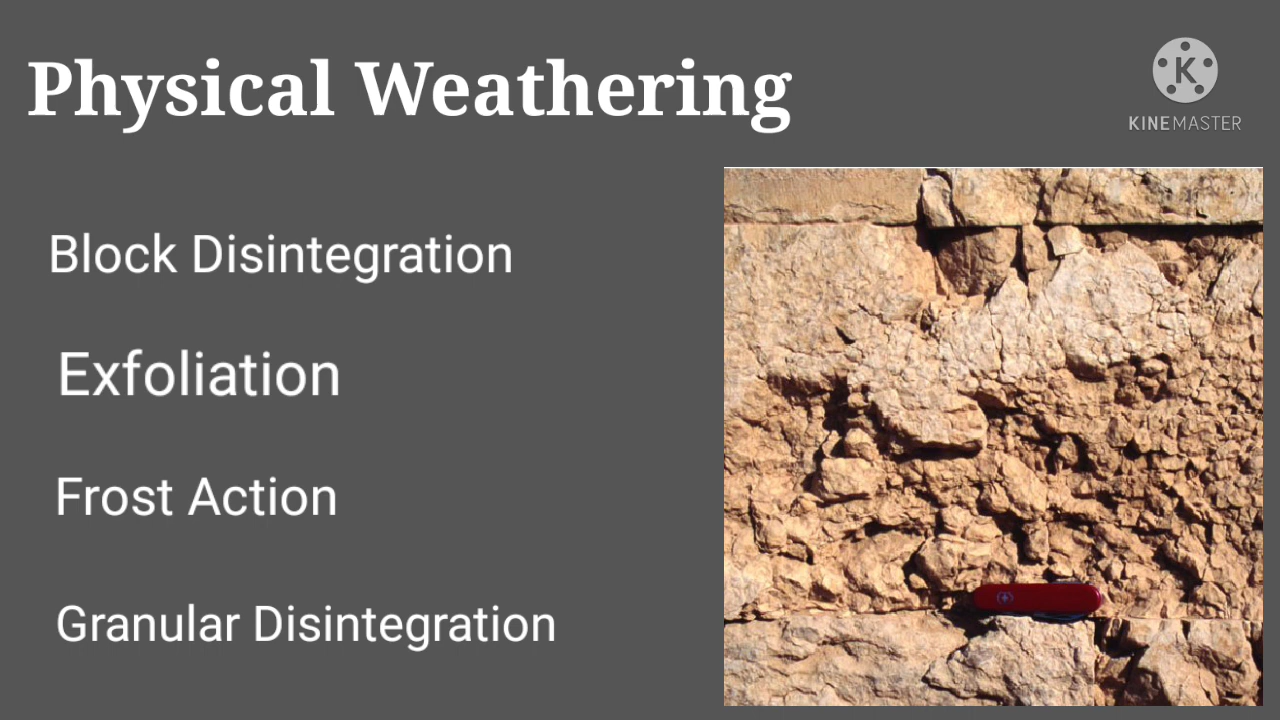 Physical Weathering
K
KINEMASTER
Block Disintegration
Exfoliation
Frost Action
Granular Disintegration